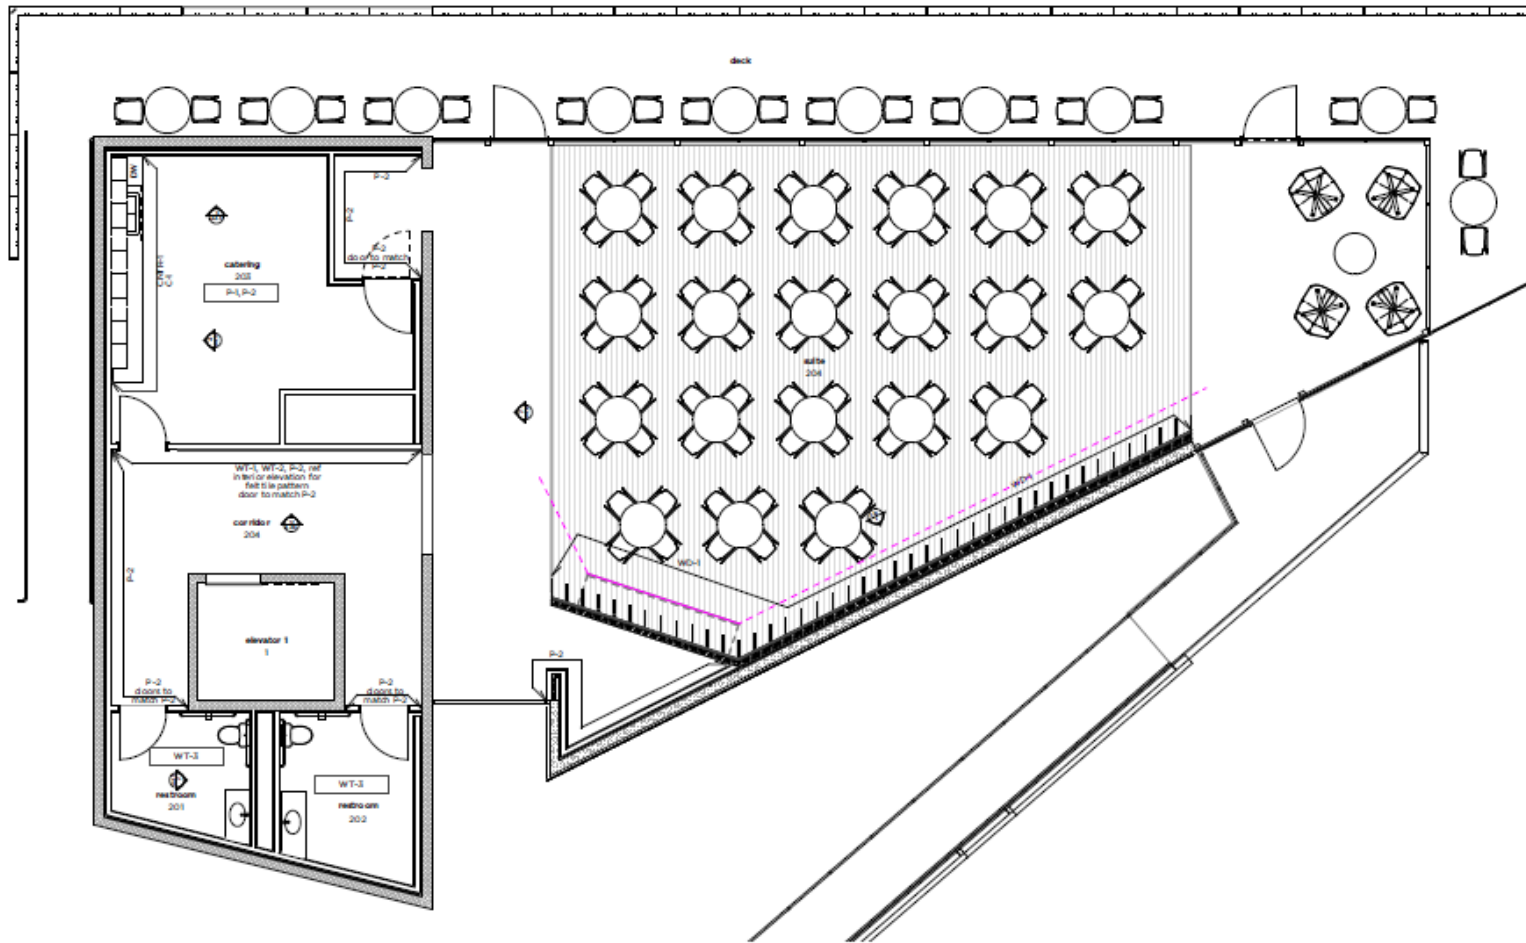 deck
DW
P-2
P-2
P-2
door to match
P-2
catering
203
P-1, P-2
C-1
suite
204
WT-1, WT-2, P-2, ref
interior elevation for
felt tile pattern
door to match P-2
corridor
204
P-2
WD-1
WD-1
elevator 1
1
P-2
P-2
doors to
match P-2
P-2
doors to
match P-2
WT-3
restroom
201
WT-3
restroom
202